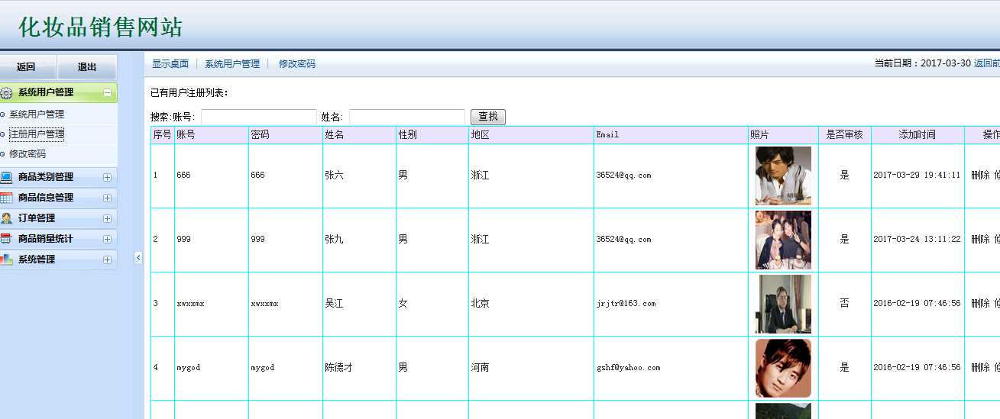 化妆品销售网站
返回 退出
显示桌面 系统用户管理 修改密码 当前日期：2017-03-30 返回前
系统用户管理
系统用户管理
注册用户管理
修改密码
商品类别管理
商品信息管理
订单管理
商品销量统计
系统管理
已有用户注册列表：
搜索:账号: 姓名: 查找
序号 账号 密码 姓名 性别 地区 Email 照片 是否审核 添加时间 操作
1 666 666 张六 男 浙江 36524@qq.com 是 2017-03-29 19:41:11 删除
2 999 999 张九 男 浙江 36524@qq.com 是 2017-03-24 13:11:22 删除
3 xwxxmx xwxxmx 吴江 女 北京 jrjtr@163.com 否 2016-02-19 07:46:56 删除
4 mygod mygod 陈德才 男 河南 gshf@yahoo.com 是 2016-02-19 07:46:56 删除